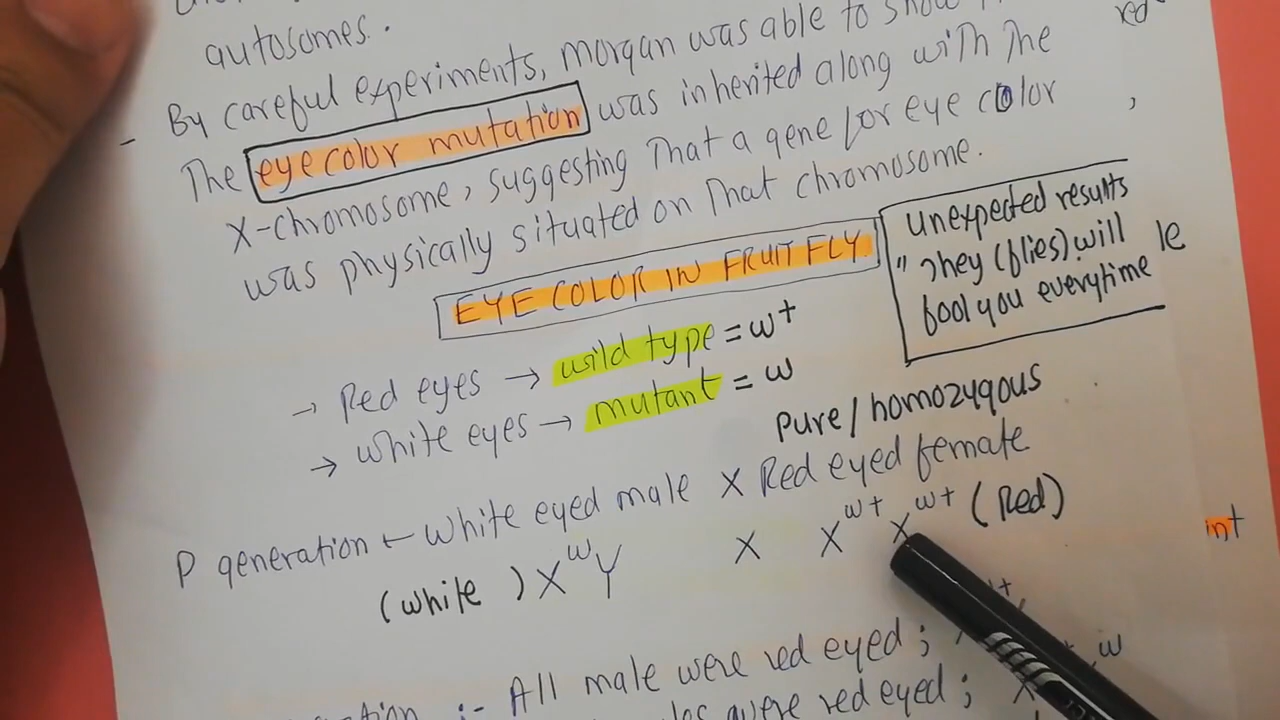 autosomes.
- By careful experiments, Morgan was able to show
The eye color mutation was inherited along with The
X-chromosome, suggesting That a gene for eye color
was physically situated on That chromosome.
red
,
EYE COLOR IN FRUIT FLY.
Unexpected results
" They (flies) will
fool you everytime
le
→ Red eyes → wild type = w+
→ White eyes → mutant = w
Pure/homozygous
P generation ← White eyed male X Red eyed female
(white ) X^w Y X X^w+ X^w+ (Red)
int
:- All male were red eyed ;
were red eyed ; X w